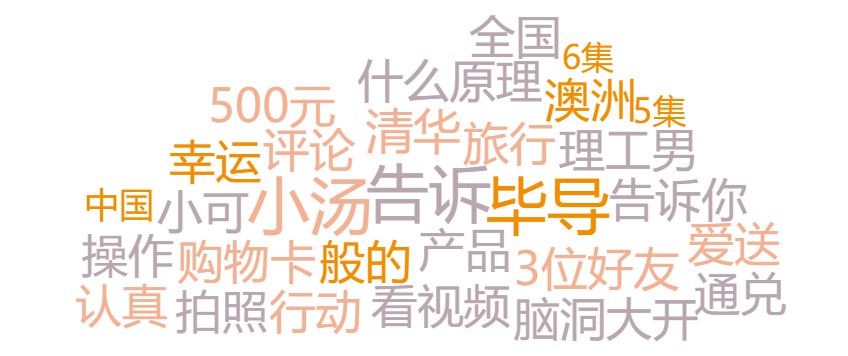 全国
6集
什么原理
澳洲
5集
500元
清华
旅行
理工男
幸运
评论
中国
小可
小汤
告诉
毕导
告诉你
操作
购物卡
般的
产品
3位好友
爱送
认真
拍照
行动
看视频
脑洞大开
通兑